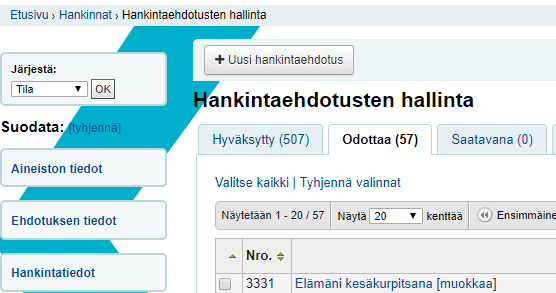 Etusivu › Hankinnat › Hankintaehdotusten hallinta
Järjestä:
Tila OK
Suodata: [tyhjennä]
Aineiston tiedot
Ehdotuksen tiedot
Hankintatiedot
+ Uusi hankintaehdotus
Hankintaehdotusten hallinta
Hyväksytty (507) Odottaa (57) Saatavana (0)
Valitse kaikki | Tyhjennä valinnat
Näytetään 1 - 20 / 57 Näytä 20 kenttää Ensimmäine
Nro.
3331 Elämäni kesäkurpitsana [muokkaa]